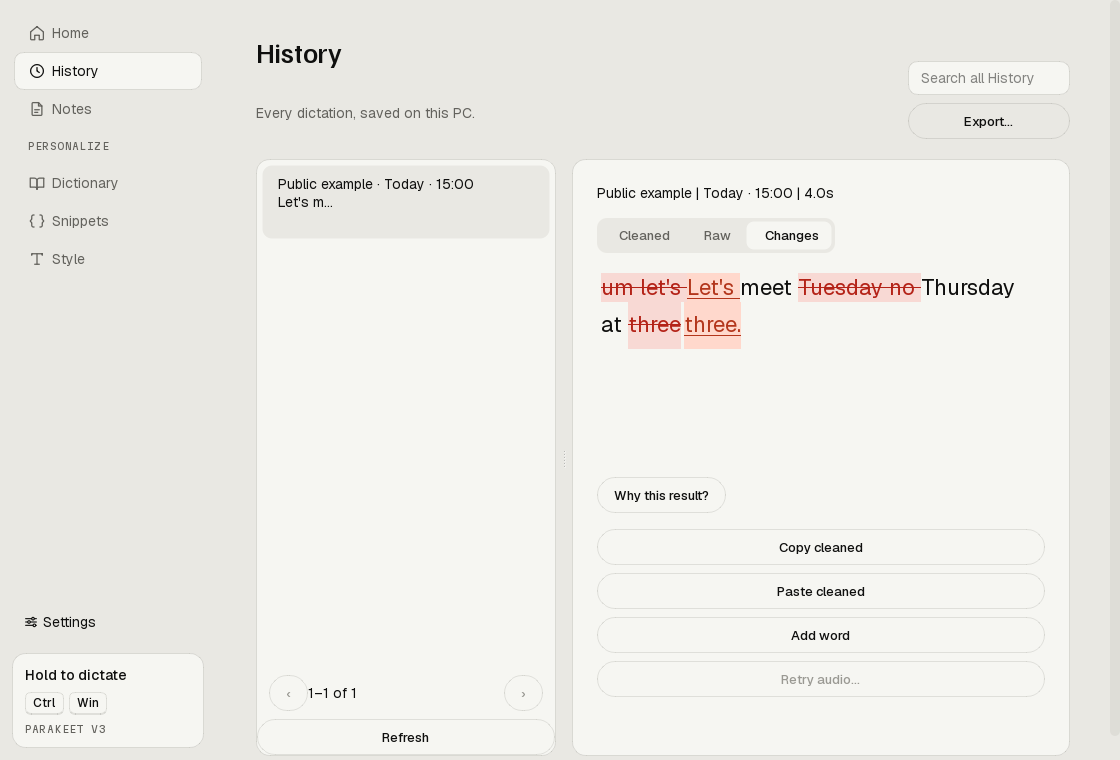 Home
History
Notes
PERSONALIZE
Dictionary
Snippets
Style
Settings
Hold to dictate
Ctrl Win
PARAKEET V3
History
Every dictation, saved on this PC.
Search all History
Export...
Public example · Today · 15:00
Let's m...
‹ 1–1 of 1 ›
Refresh
Public example | Today · 15:00 | 4.0s
Cleaned Raw Changes
um let's Let's meet Tuesday no Thursday
at three three.
Why this result?
Copy cleaned
Paste cleaned
Add word
Retry audio...